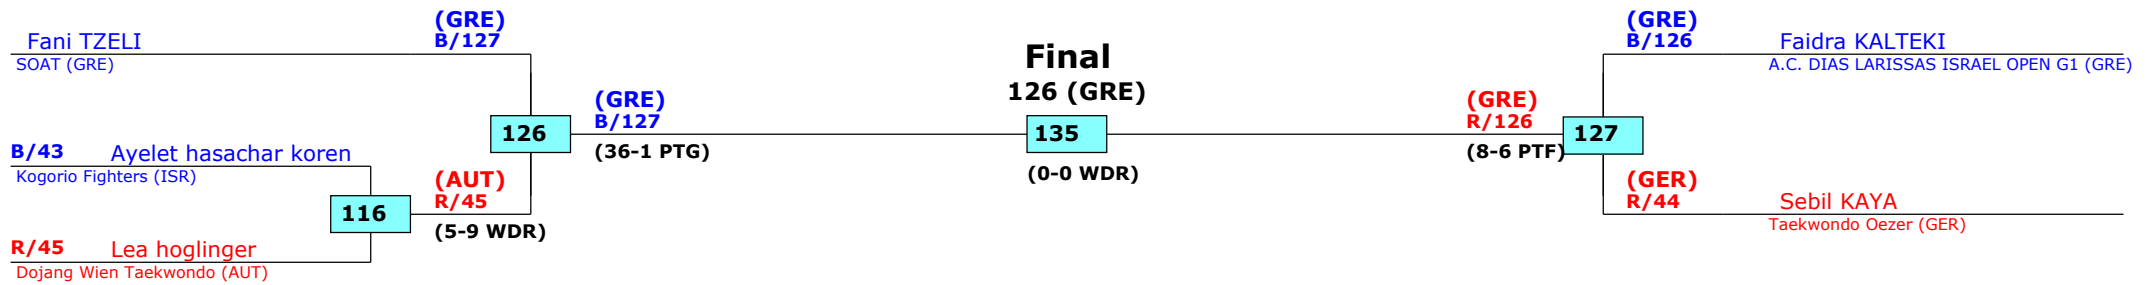 (GRE)
B/127
Fani TZELI
SOAT (GRE)
(GRE)
B/127
126
(36-1 PTG)
B/43 Ayelet hasachar koren
Kogorio Fighters (ISR)
(AUT)
R/45
116
(5-9 WDR)
R/45 Lea hoglinger
Dojang Wien Taekwondo (AUT)
Final
126 (GRE)
135
(0-0 WDR)
(GRE)
B/126
Faidra KALTEKI
A.C. DIAS LARISSAS ISRAEL OPEN G1 (GRE)
(GRE)
R/126
127
(8-6 PTF)
(GER)
R/44
Sebil KAYA
Taekwondo Oezer (GER)